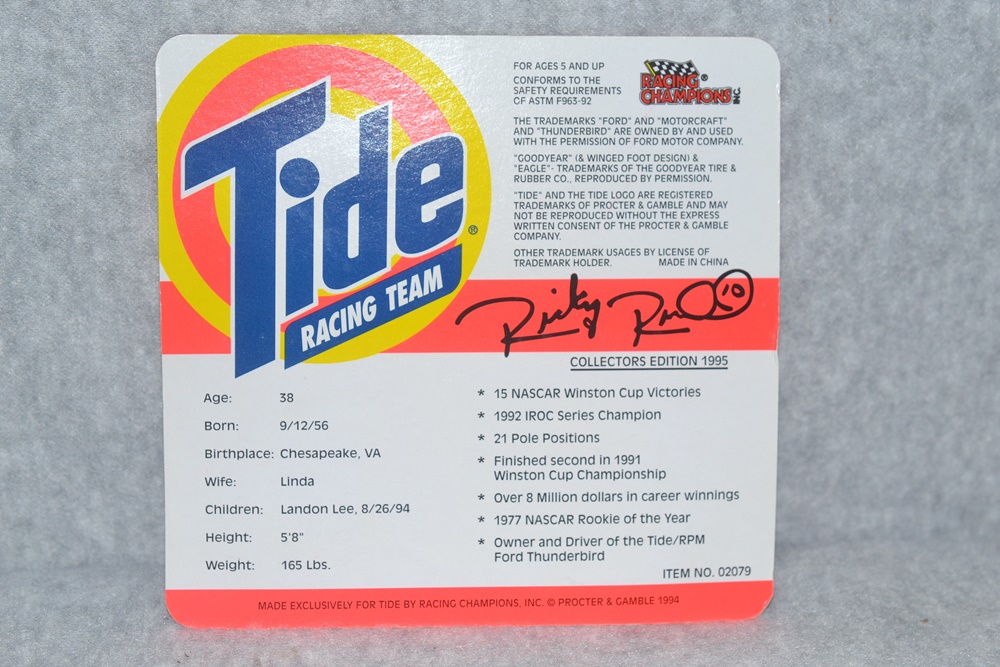 Tide®
RACING TEAM
FOR AGES 5 AND UP
CONFORMS TO THE
SAFETY REQUIREMENTS
OF ASTM F963-92
RACING®
CHAMPIONS INC.
THE TRADEMARKS "FORD" AND "MOTORCRAFT"
AND "THUNDERBIRD" ARE OWNED BY AND USED
WITH THE PERMISSION OF FORD MOTOR COMPANY.
"GOODYEAR" (& WINGED FOOT DESIGN) &
"EAGLE"- TRADEMARKS OF THE GOODYEAR TIRE &
RUBBER CO., REPRODUCED BY PERMISSION.
"TIDE" AND THE TIDE LOGO ARE REGISTERED
TRADEMARKS OF PROCTER & GAMBLE AND MAY
NOT BE REPRODUCED WITHOUT THE EXPRESS
WRITTEN CONSENT OF THE PROCTER & GAMBLE
COMPANY.
OTHER TRADEMARK USAGES BY LICENSE OF
TRADEMARK HOLDER. MADE IN CHINA
Ricky Rudd 10
COLLECTORS EDITION 1995
Age: 38
Born: 9/12/56
Birthplace: Chesapeake, VA
Wife: Linda
Children: Landon Lee, 8/26/94
Height: 5'8"
Weight: 165 Lbs.
* 15 NASCAR Winston Cup Victories
* 1992 IROC Series Champion
* 21 Pole Positions
* Finished second in 1991
Winston Cup Championship
* Over 8 Million dollars in career winnings
* 1977 NASCAR Rookie of the Year
* Owner and Driver of the Tide/RPM
Ford Thunderbird
ITEM NO. 02079
MADE EXCLUSIVELY FOR TIDE BY RACING CHAMPIONS, INC. © PROCTER & GAMBLE 1994